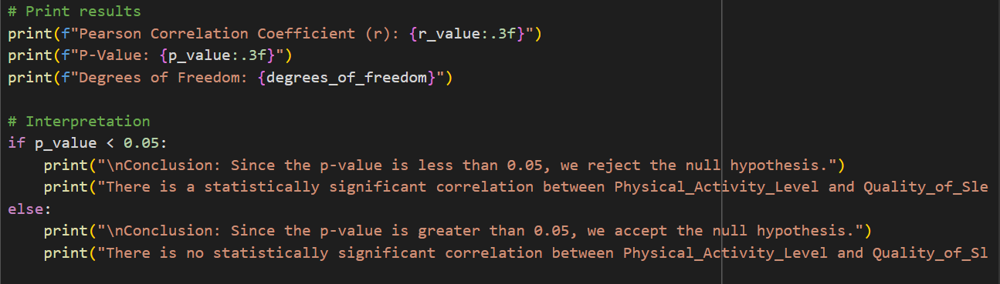 # Print results
print(f"Pearson Correlation Coefficient (r): {r_value:.3f}")
print(f"P-Value: {p_value:.3f}")
print(f"Degrees of Freedom: {degrees_of_freedom}")
# Interpretation
if p_value < 0.05:
    print("\nConclusion: Since the p-value is less than 0.05, we reject the null hypothesis.")
    print("There is a statistically significant correlation between Physical_Activity_Level and Quality_of_Sle
else:
    print("\nConclusion: Since the p-value is greater than 0.05, we accept the null hypothesis.")
    print("There is no statistically significant correlation between Physical_Activity_Level and Quality_of_Sl